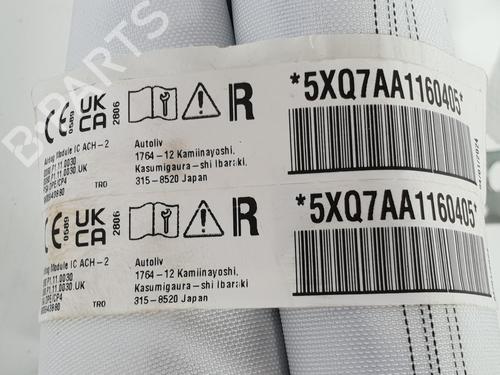 B-PARTS
CE
0589
UK
CA
2806
R
*5XQ7AA1160405*
Airbag Module IC ACH-2
TRO
Autoliv
1764-12 Kamiinayoshi,
Kasumigaura-shi Ibaraki,
315-8520 Japan
CE
0589
UK
CA
2806
R
*5XQ7AA1160405*
Airbag Module IC ACH-2
TRO
Autoliv
1764-12 Kamiinayoshi,
Kasumigaura-shi Ibaraki,
315-8520 Japan